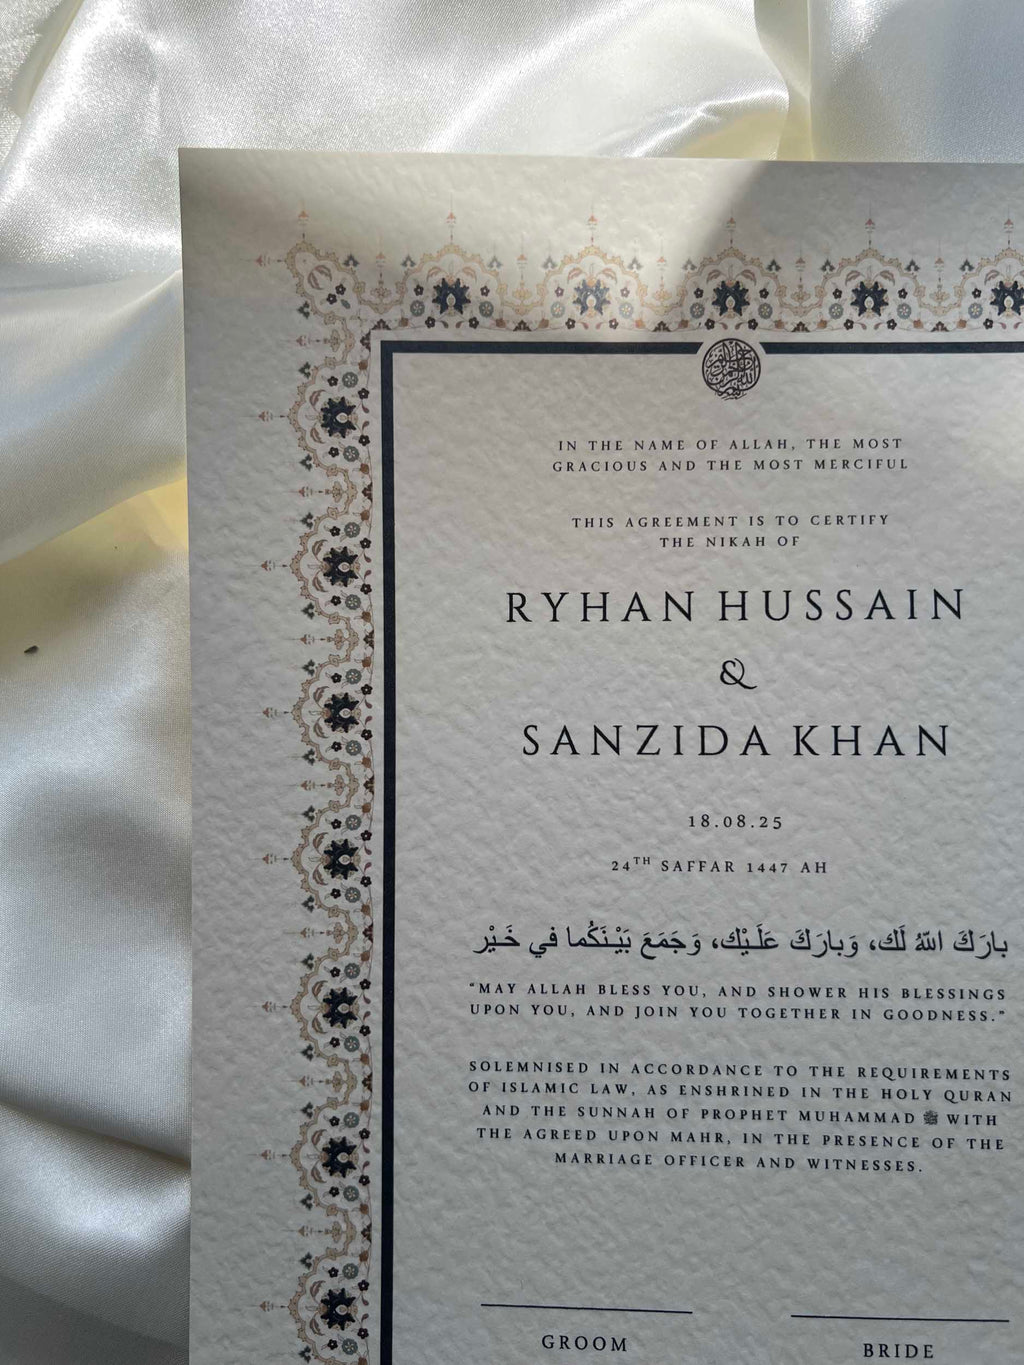 IN THE NAME OF ALLAH, THE MOST
GRACIOUS AND THE MOST MERCIFUL
THIS AGREEMENT IS TO CERTIFY
THE NIKAH OF
RYHAN HUSSAIN
&
SANZIDA KHAN
18.08.25
24TH SAFFAR 1447 AH
بارَكَ اللهُ لَك، وَبارَكَ عَلَـيْك، وَجَمَعَ بَيْـنَكُما في خَـيْر
“MAY ALLAH BLESS YOU, AND SHOWER HIS BLESSINGS
UPON YOU, AND JOIN YOU TOGETHER IN GOODNESS.”
SOLEMNISED IN ACCORDANCE TO THE REQUIREMENTS
OF ISLAMIC LAW, AS ENSHRINED IN THE HOLY QURAN
AND THE SUNNAH OF PROPHET MUHAMMAD ﷺ WITH
THE AGREED UPON MAHR, IN THE PRESENCE OF THE
MARRIAGE OFFICER AND WITNESSES.
GROOM
BRIDE